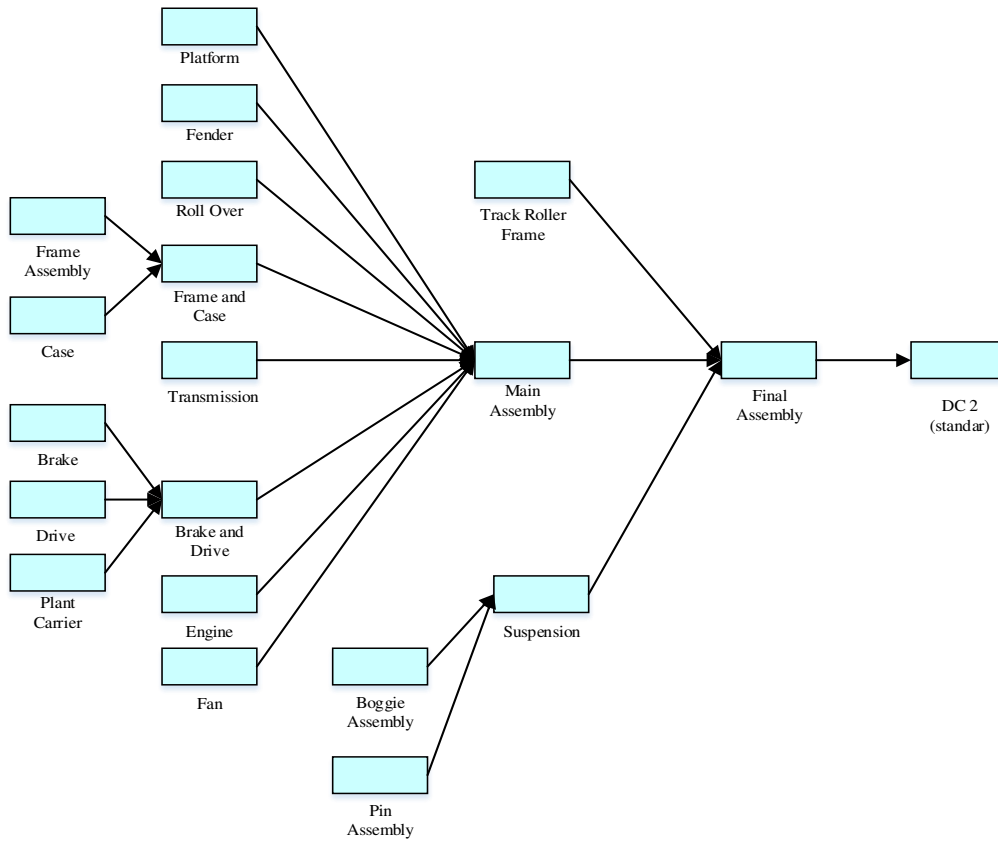 Platform
Fender
Roll Over
Track Roller
Frame
Frame
Assembly
Frame and
Case
Case
Transmission
Main
Assembly
Final
Assembly
DC 2
(standar)
Brake
Drive
Brake and
Drive
Plant
Carrier
Engine
Suspension
Fan
Boggie
Assembly
Pin
Assembly